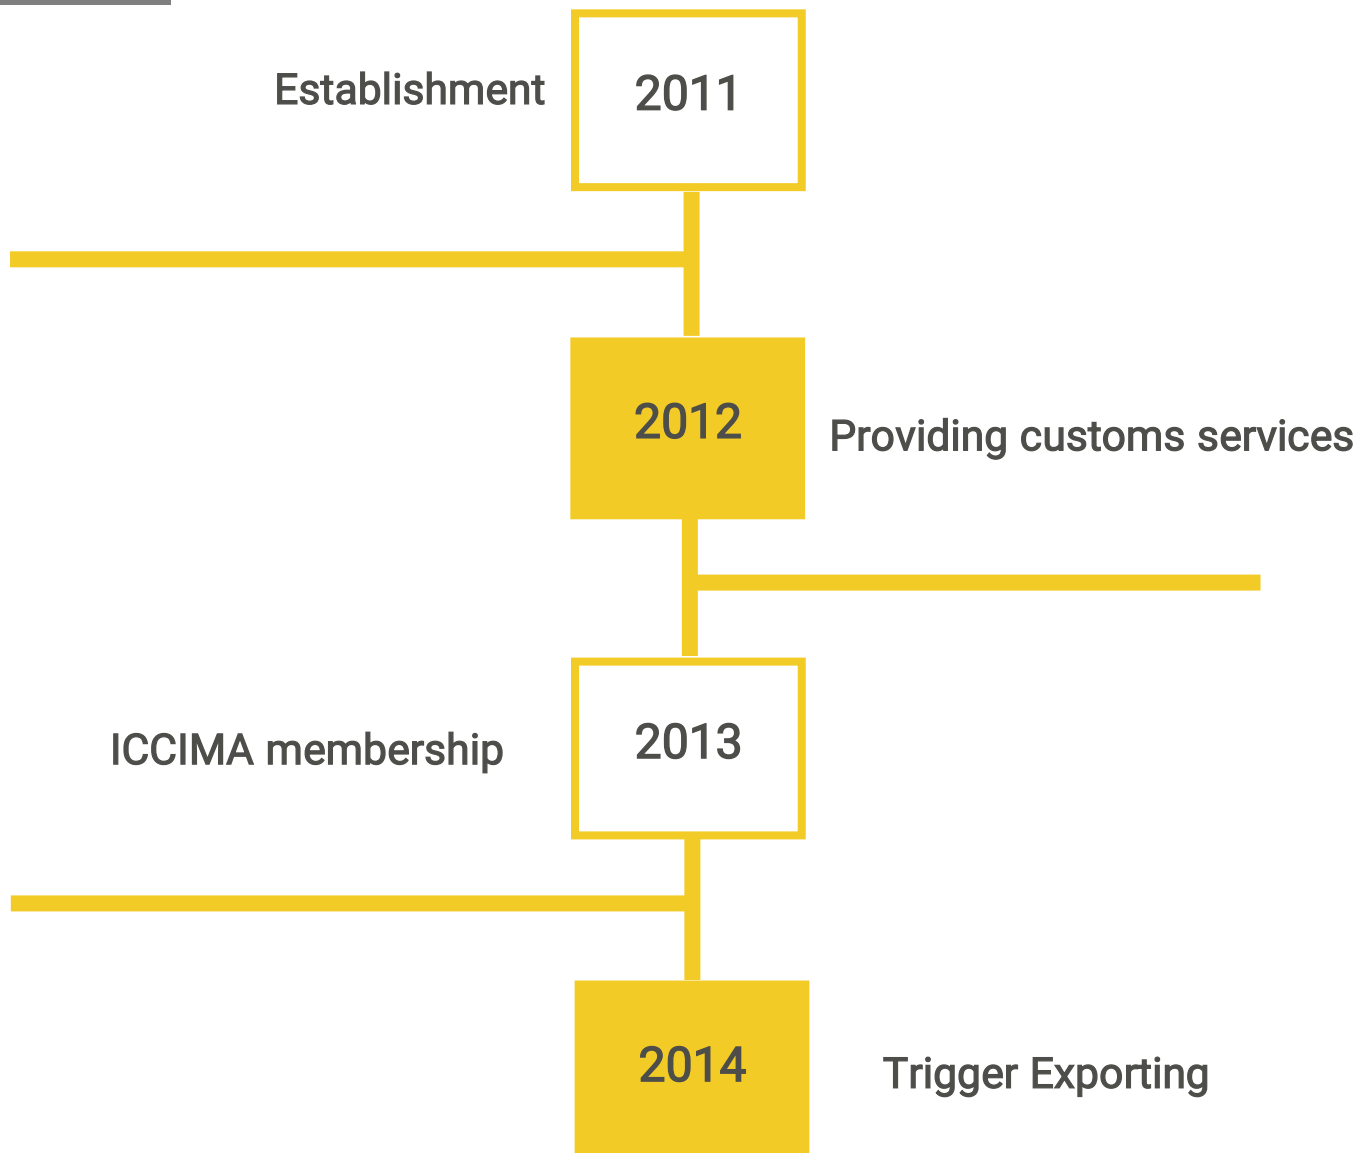 Establishment
2011
2012
Providing customs services
ICCIMA membership
2013
2014
Trigger Exporting